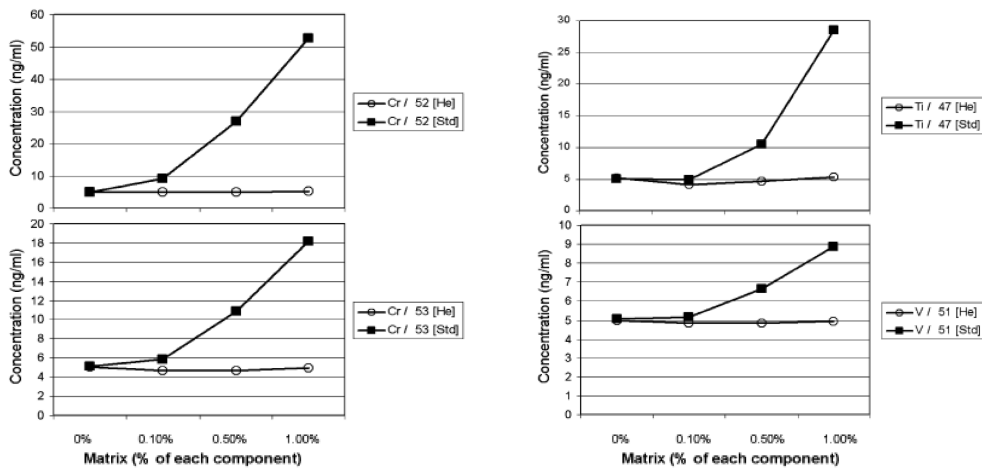 60
50
40
30
20
10
0
Concentration (ng/ml)
Cr / 52 [He]
Cr / 52 [Std]
20
18
16
14
12
10
8
6
4
2
0
Concentration (ng/ml)
Cr / 53 [He]
Cr / 53 [Std]
0% 0.10% 0.50% 1.00%
Matrix (% of each component)
30
25
20
15
10
5
0
Concentration (ng/ml)
Ti / 47 [He]
Ti / 47 [Std]
10
9
8
7
6
5
4
3
2
1
0
Concentration (ng/ml)
V / 51 [He]
V / 51 [Std]
0% 0.10% 0.50% 1.00%
Matrix (% of each component)